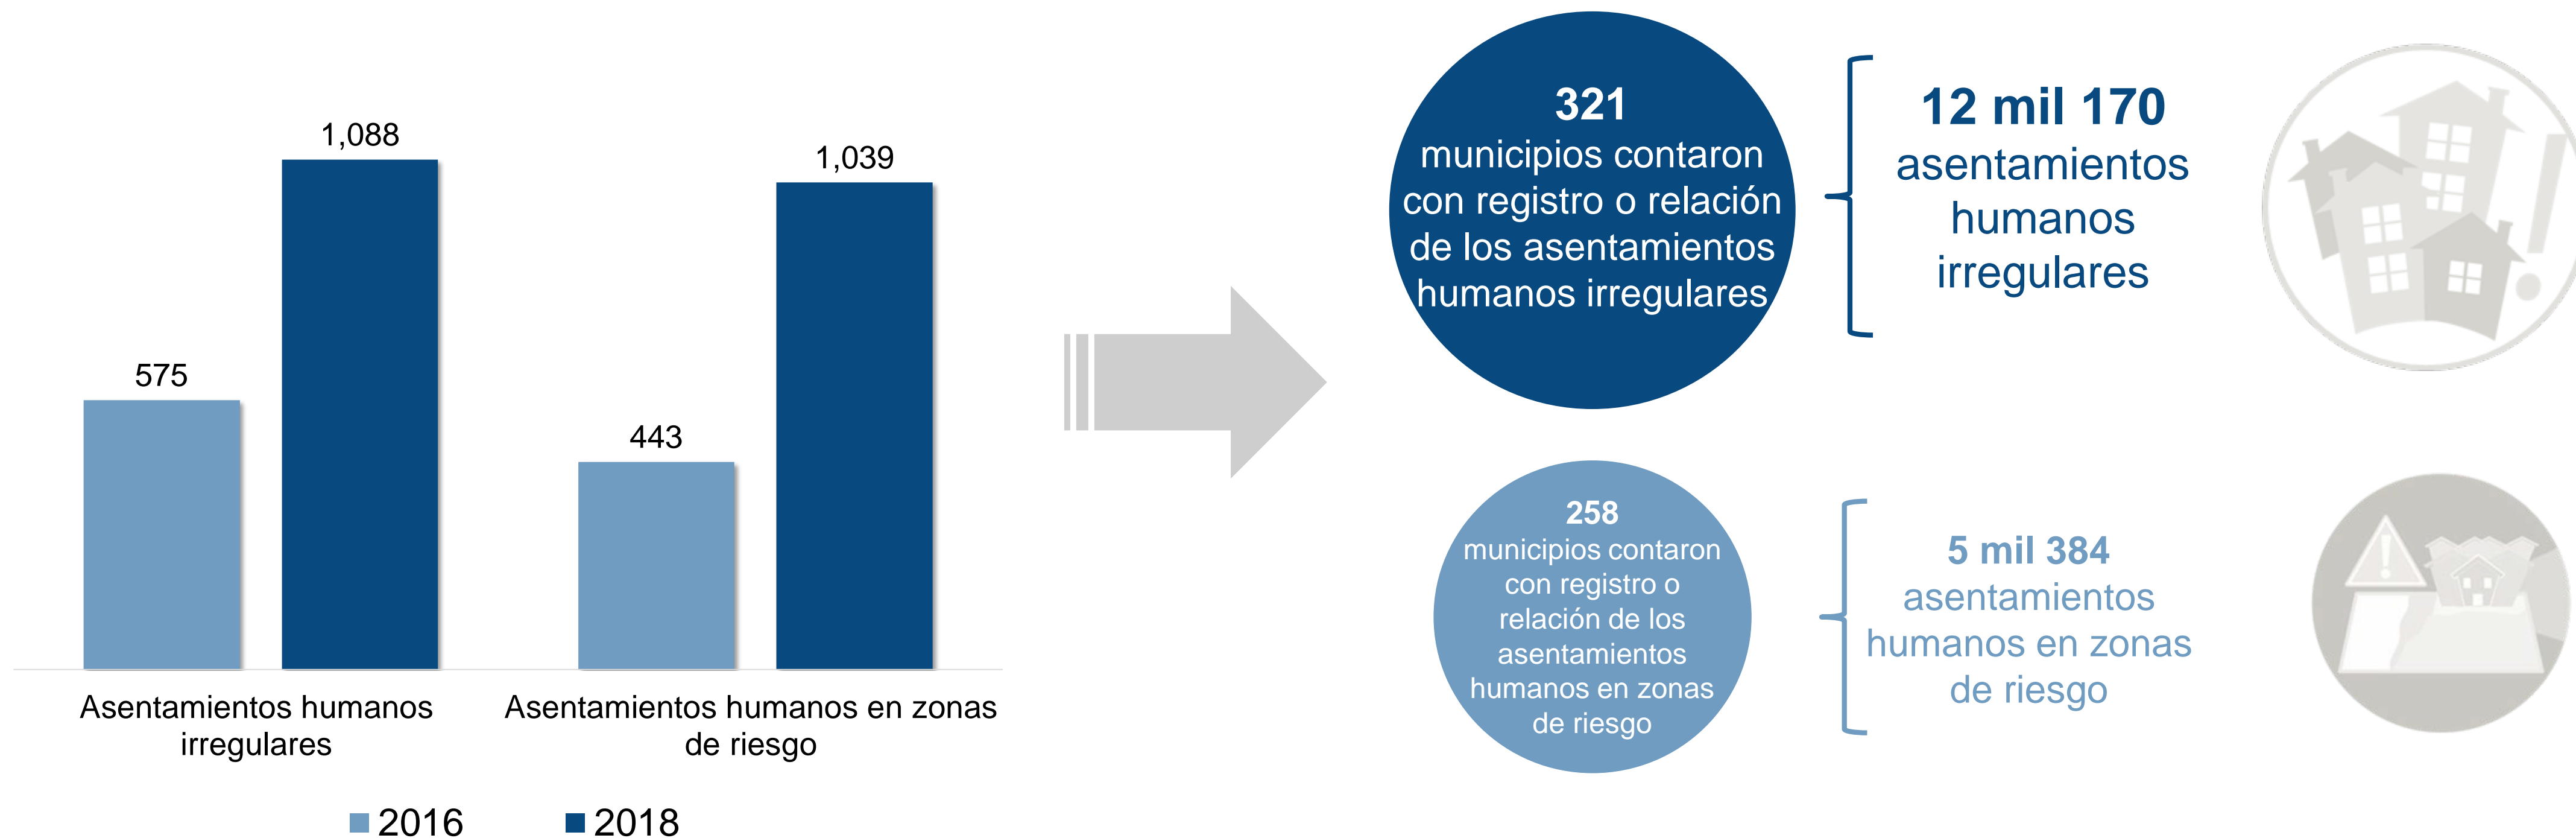 1,088
1,039
575
443
Asentamientos humanos
irregulares
Asentamientos humanos en zonas
de riesgo
2016
2018
321
municipios contaron
con registro o relación
de los asentamientos
humanos irregulares
12 mil 170
asentamientos
humanos
irregulares
258
municipios contaron
con registro o
relación de los
asentamientos
humanos en zonas
de riesgo
5 mil 384
asentamientos
humanos en zonas
de riesgo